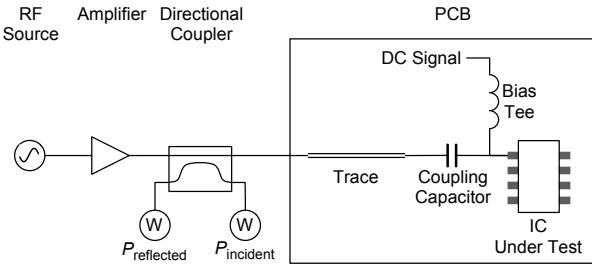 RF
Source
Amplifier
Directional
Coupler
PCB
DC Signal
Bias
Tee
Trace
Coupling
Capacitor
IC
Under Test
W
W
Preflected
Pincident